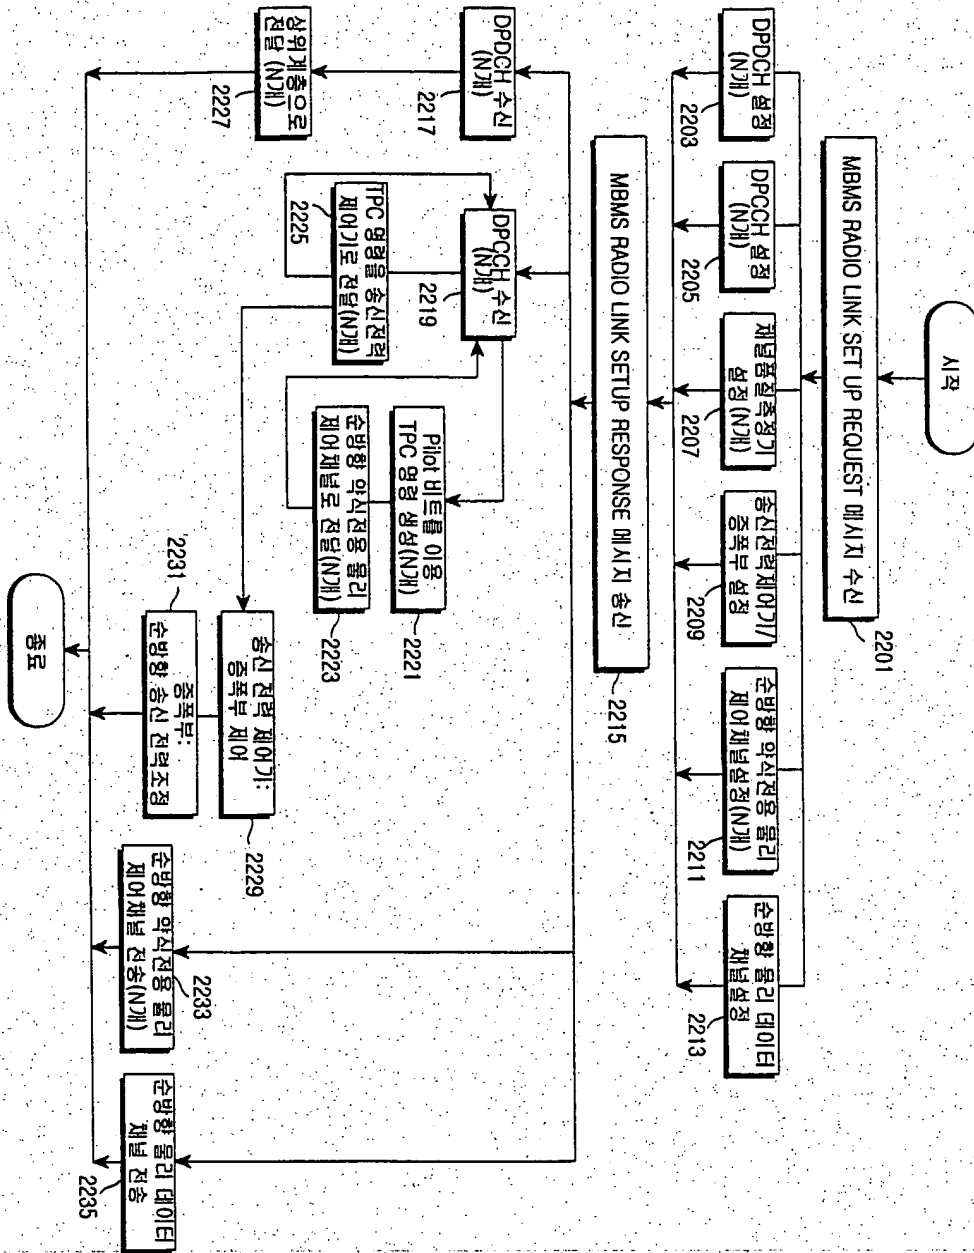 시작
MBMS RADIO LINK SET UP REQUEST 메시지 수신
2201
DPDCH 설정
(N개)
2203
DPCCH 설정
(N개)
2205
채널품질측정기
설정 (N개)
2207
송신전력 제어기/
증폭부 설정
2209
순방향 약식전용 물리
제어채널설정(N개)
2211
순방향 물리 데이터
채널설정
2213
MBMS RADIO LINK SETUP RESPONSE 메시지 송신
2215
DPDCH 수신
(N개)
2217
DPCCH 수신
(N개)
2219
Pilot 비트를 이용
TPC 명령 생성(N개)
2221
순방향 약식전용 물리
제어채널로 전달(N개)
2223
TPC 명령을 송신전력
제어기로 전달(N개)
2225
상위계층으로
전달 (N개)
2227
송신 전력 제어기:
증폭부 제어
2229
증폭부:
순방향 송신 전력조정
2231
순방향 약식전용 물리
제어채널 전송(N개)
2233
순방향 물리 데이터
채널 전송
2235
종료